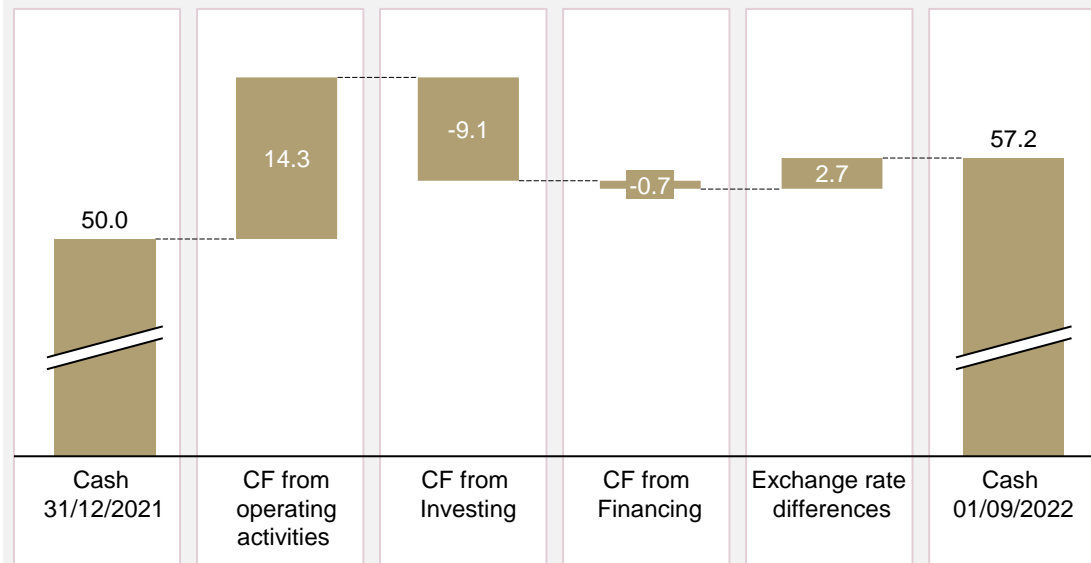 50.0
14.3
-9.1
-0.7
2.7
57.2
Cash
31/12/2021
CF from
operating
activities
CF from
Investing
CF from
Financing
Exchange rate
differences
Cash
01/09/2022